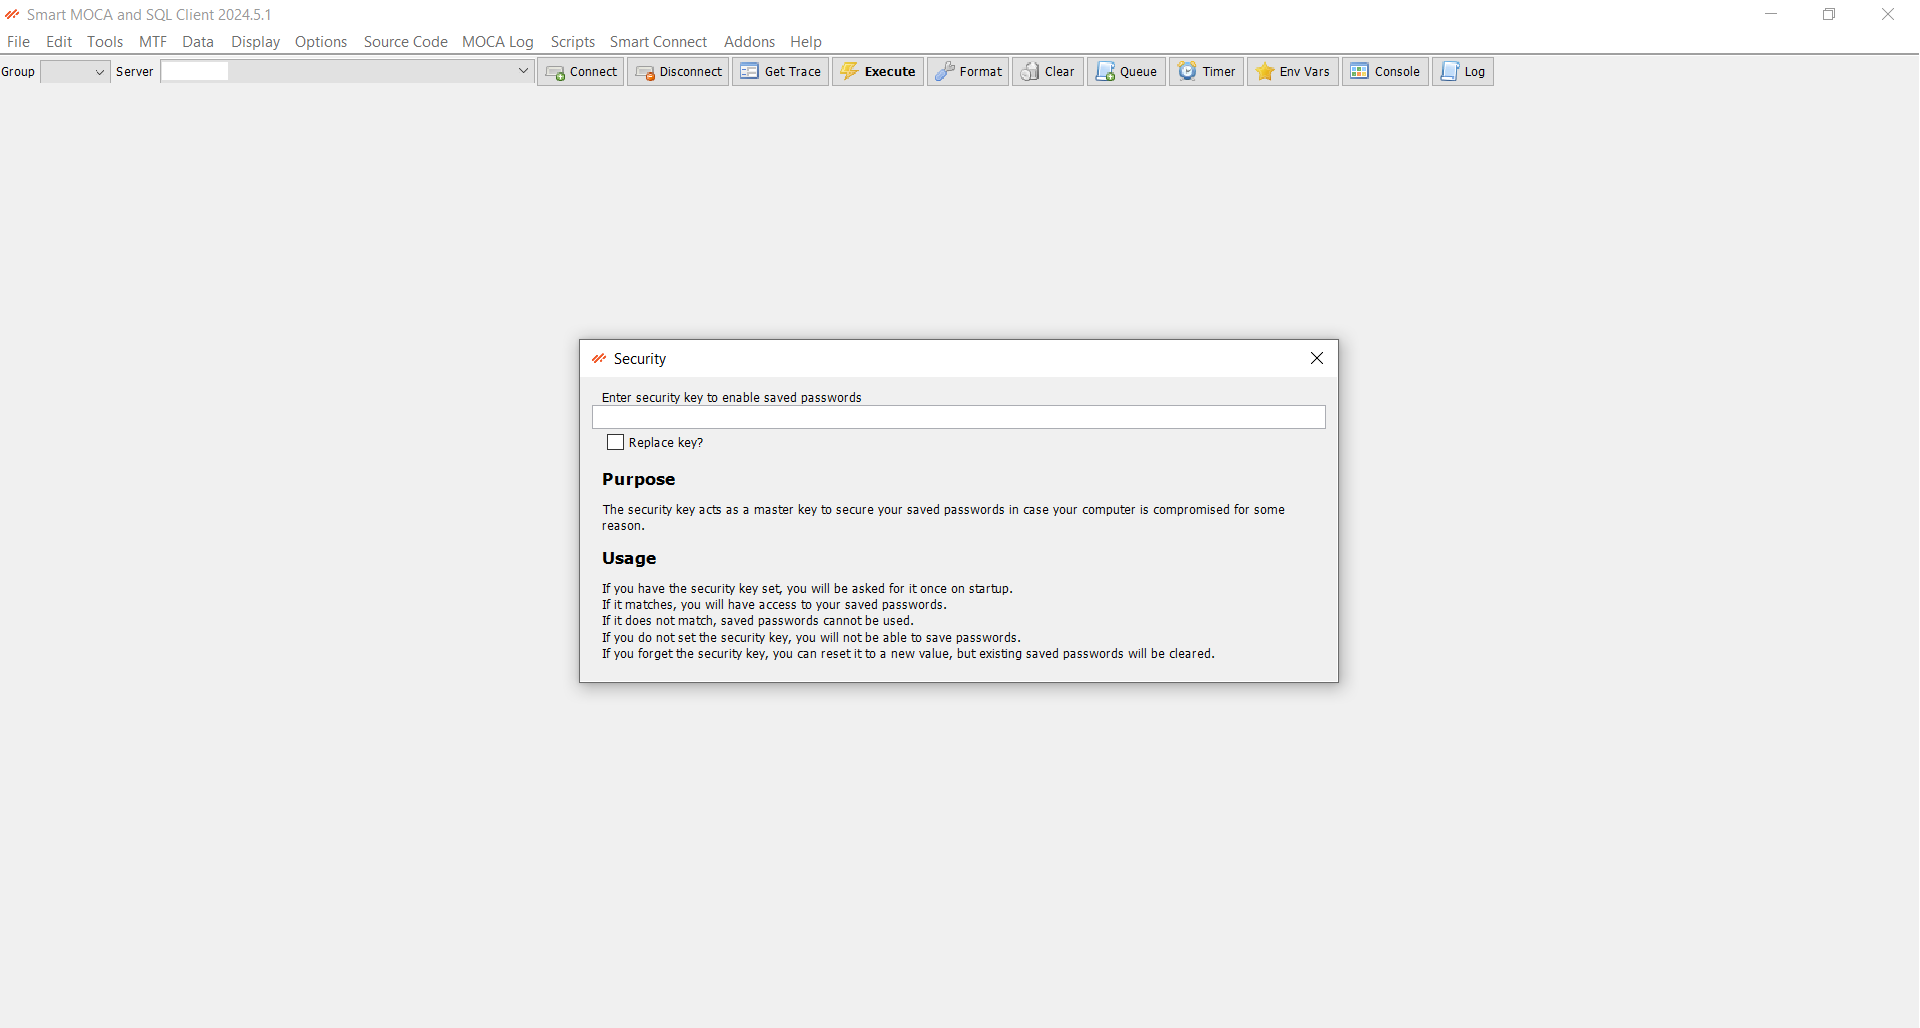 Smart MOCA and SQL Client 2024.5.1
File Edit Tools MTF Data Display Options Source Code MOCA Log Scripts Smart Connect Addons Help
Group Server Connect Disconnect Get Trace Execute Format Clear Queue Timer Env Vars Console Log
Security
Enter security key to enable saved passwords
Replace key?
Purpose
The security key acts as a master key to secure your saved passwords in case your computer is compromised for some
reason.
Usage
If you have the security key set, you will be asked for it once on startup.
If it matches, you will have access to your saved passwords.
If it does not match, saved passwords cannot be used.
If you do not set the security key, you will not be able to save passwords.
If you forget the security key, you can reset it to a new value, but existing saved passwords will be cleared.